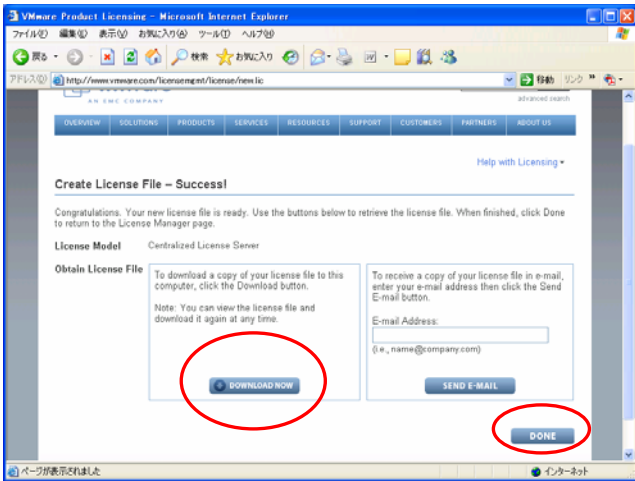 VMware Product Licensing - Microsoft Internet Explorer
ファイル(F) 編集(E) 表示(V) お気に入り(A) ツール(T) ヘルプ(H)
戻る 検索 お気に入り
アドレス(D) http://www.vmware.com/licensemgmt/license/new.lic 移動 リンク »
AN EMC COMPANY
advanced search
OVERVIEW SOLUTIONS PRODUCTS SERVICES RESOURCES SUPPORT CUSTOMERS PARTNERS ABOUT US
Help with Licensing
Create License File – Success!
Congratulations. Your new license file is ready. Use the buttons below to retrieve the license file. When finished, click Done
to return to the License Manager page.
License Model Centralized License Server
Obtain License File
To download a copy of your license file to this
computer, click the Download
button.
Note: You can view the license file and
download it again at any time.
DOWNLOAD NOW
To receive a copy of your license file in e-mail,
enter your e-mail address then click the Send
E-mail button.
E-mail Address:
(i.e., name@company.com)
SEND E-MAIL
DONE
ページが表示されました インターネット